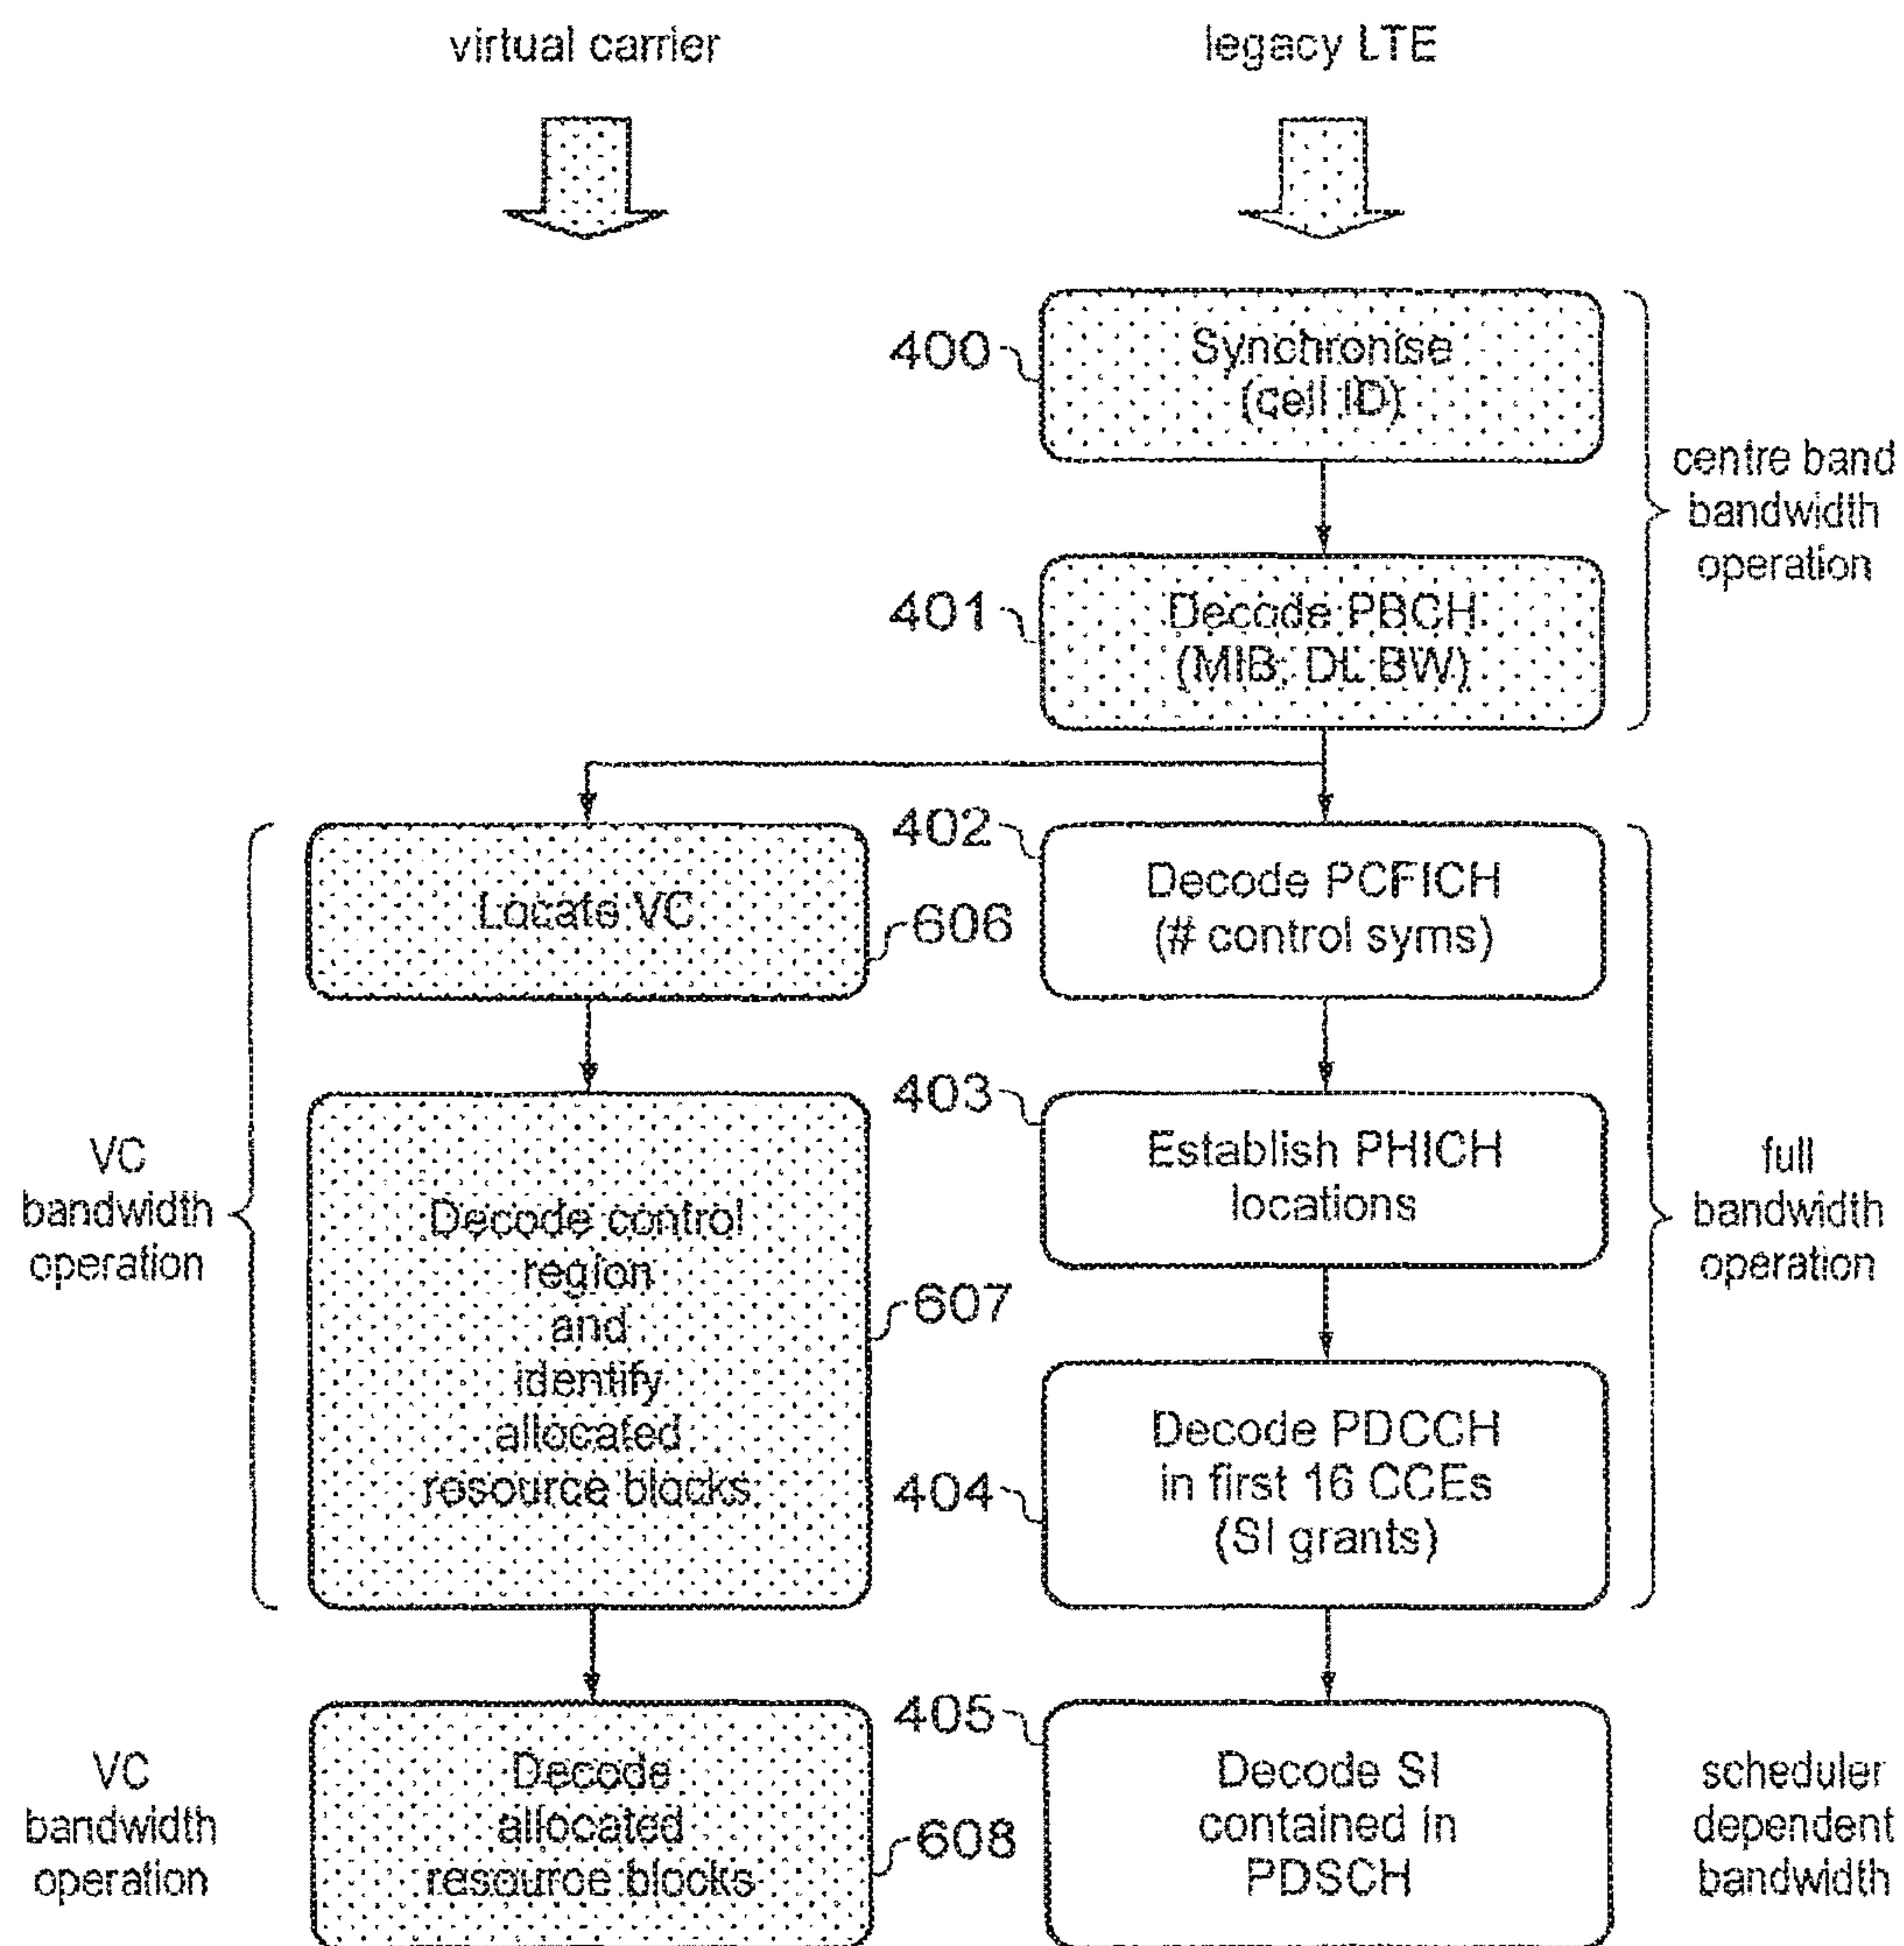 virtual carrier
legacy LTE
400
Synchronise
(cell ID)
centre band
bandwidth
operation
401
Decode PBCH
(MIB, DL BW)
402
Locate VC
606
Decode PCFICH
(# control syms)
VC
bandwidth
operation
403
Establish PHICH
locations
full
bandwidth
operation
Decode control
region
and
identify
allocated
resource blocks
607
404
Decode PDCCH
in first 16 CCEs
(SI grants)
405
VC
bandwidth
operation
Decode
allocated
resource blocks
608
Decode SI
contained in
PDSCH
scheduler
dependent
bandwidth